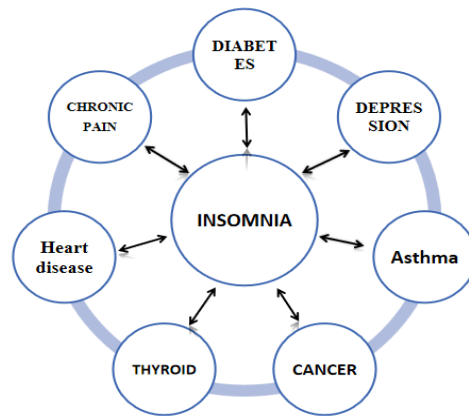 DIABET
ES
CHRONIC
PAIN
DEPRES
SION
INSOMNIA
Heart
disease
Asthma
THYROID
CANCER